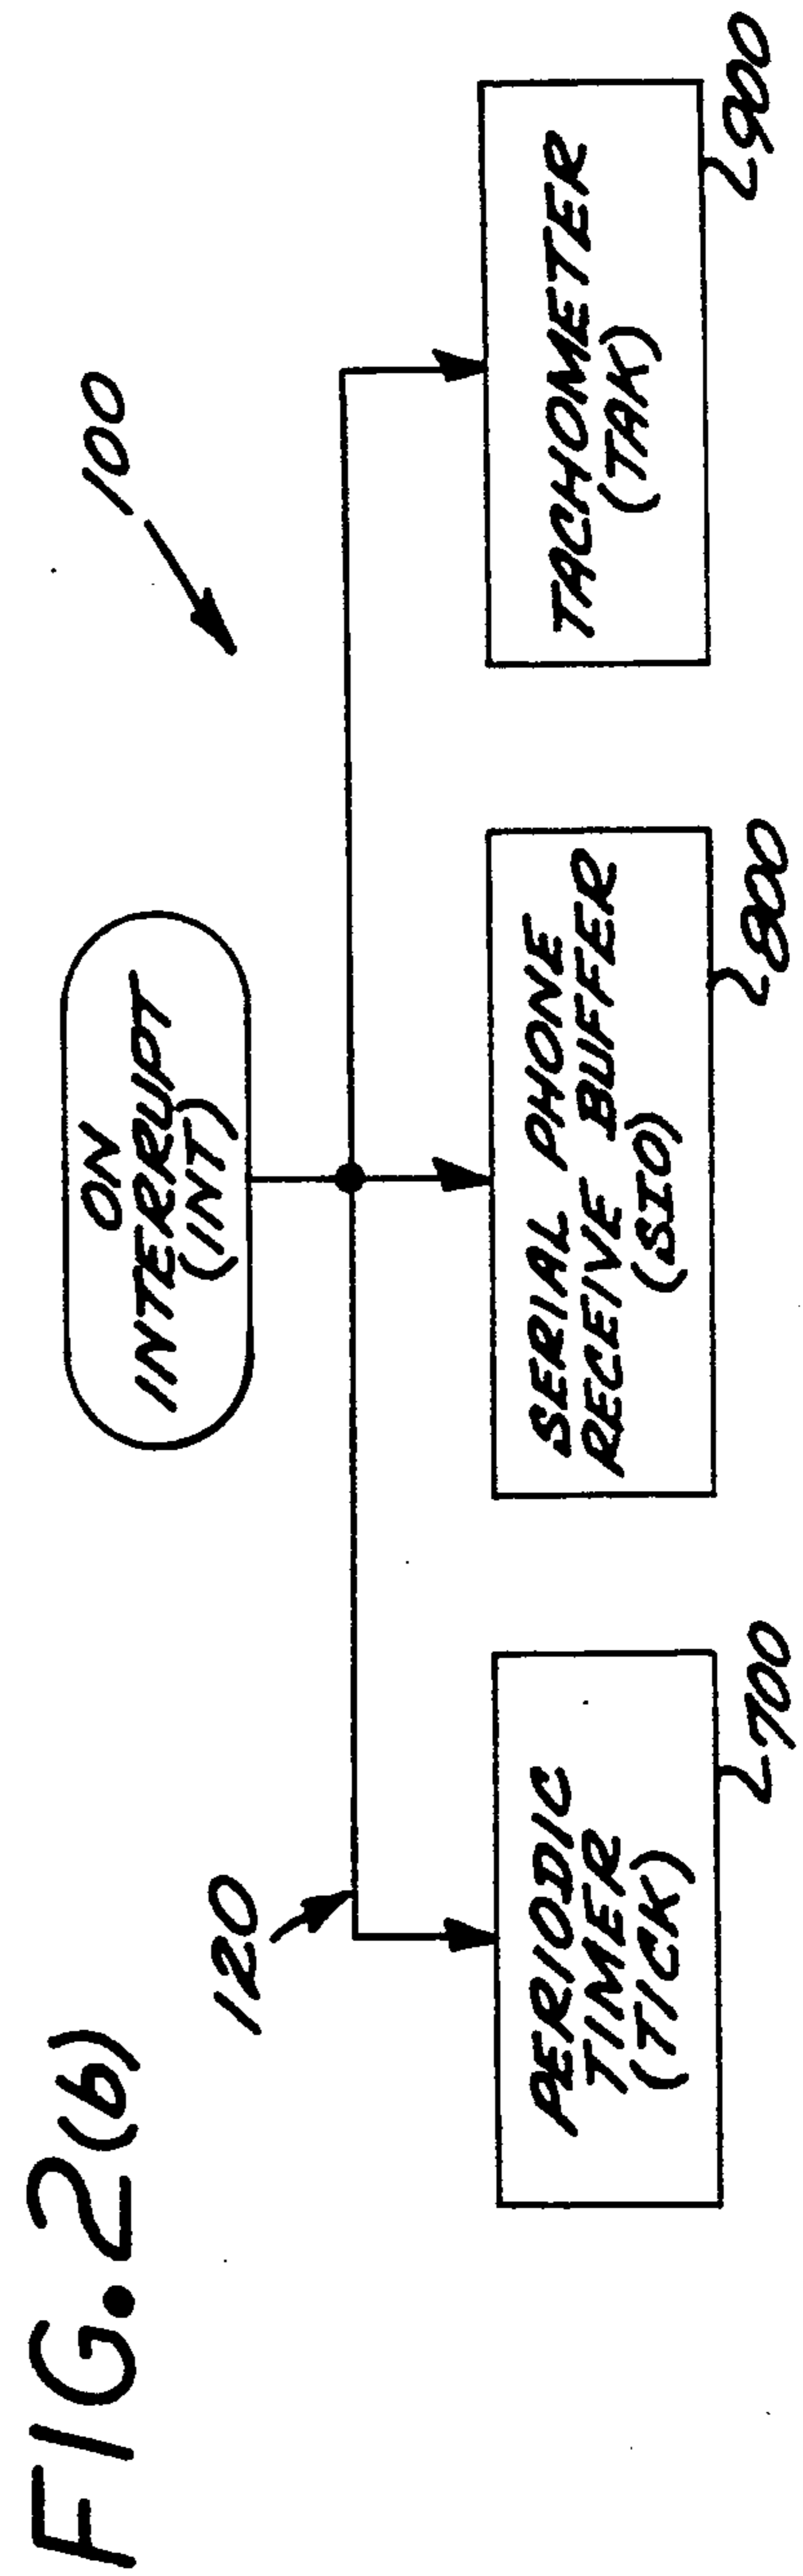 FIG. 2(b)
100
ON
INTERRUPT
(INT)
120
PERIODIC
TIMER
(TICK)
700
SERIAL PHONE
RECEIVE BUFFER
(SIO)
800
TACHOMETER
(TAK)
900